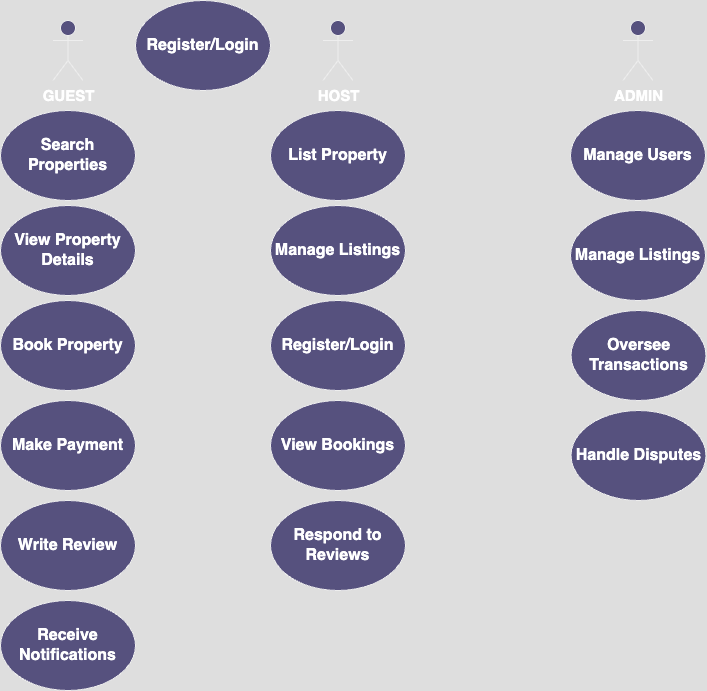 Register/Login
GUEST
Search
Properties
View Property
Details
Book Property
Make Payment
Write Review
Receive
Notifications
HOST
List Property
Manage Listings
Register/Login
View Bookings
Respond to
Reviews
ADMIN
Manage Users
Manage Listings
Oversee
Transactions
Handle Disputes